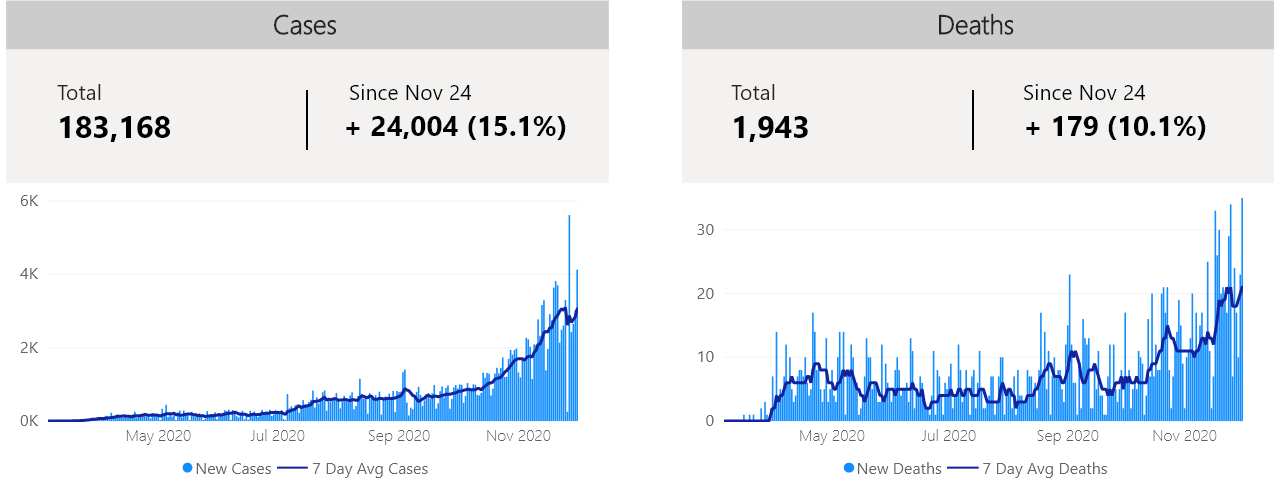 Cases
Total
183,168
Since Nov 24
+ 24,004 (15.1%)
6K
4K
2K
0K
May 2020 Jul 2020 Sep 2020 Nov 2020
New Cases 7 Day Avg Cases
Deaths
Total
1,943
Since Nov 24
+ 179 (10.1%)
30
20
10
0
May 2020 Jul 2020 Sep 2020 Nov 2020
New Deaths 7 Day Avg Deaths